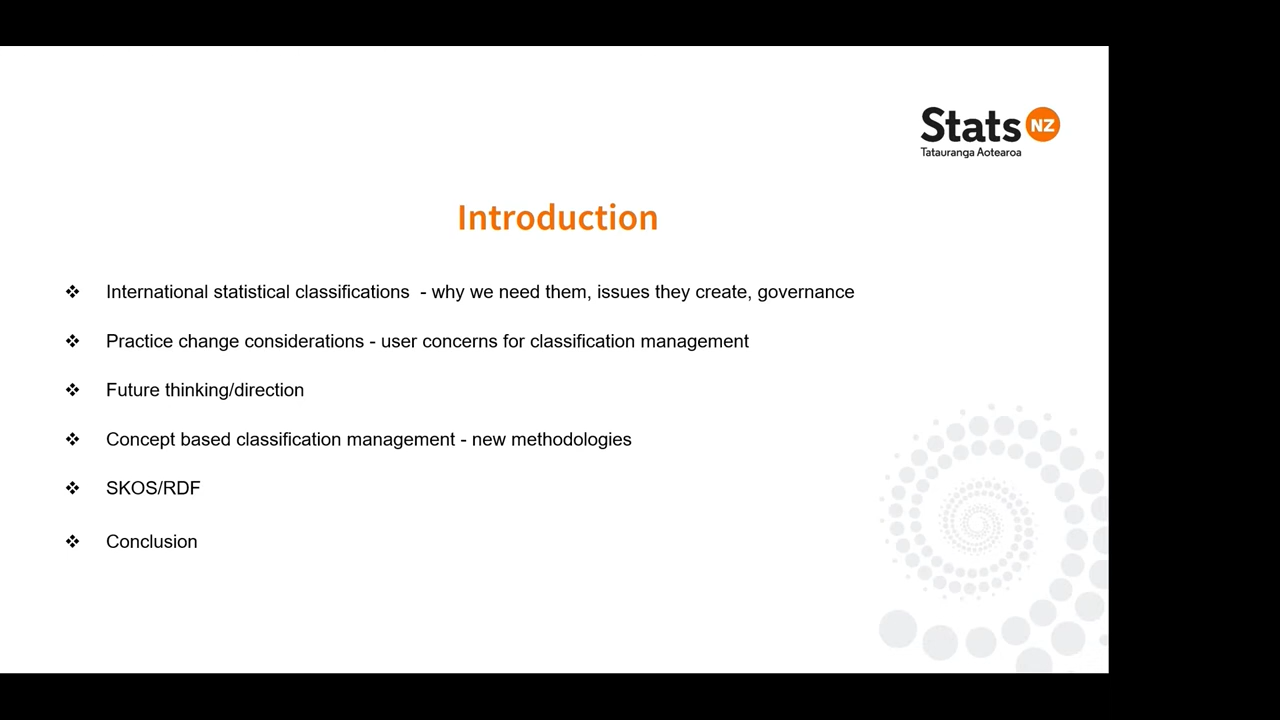 Stats NZ
Tatauranga Aotearoa
Introduction
❖ International statistical classifications  - why we need them, issues they create, governance
❖ Practice change considerations - user concerns for classification management
❖ Future thinking/direction
❖ Concept based classification management - new methodologies
❖ SKOS/RDF
❖ Conclusion